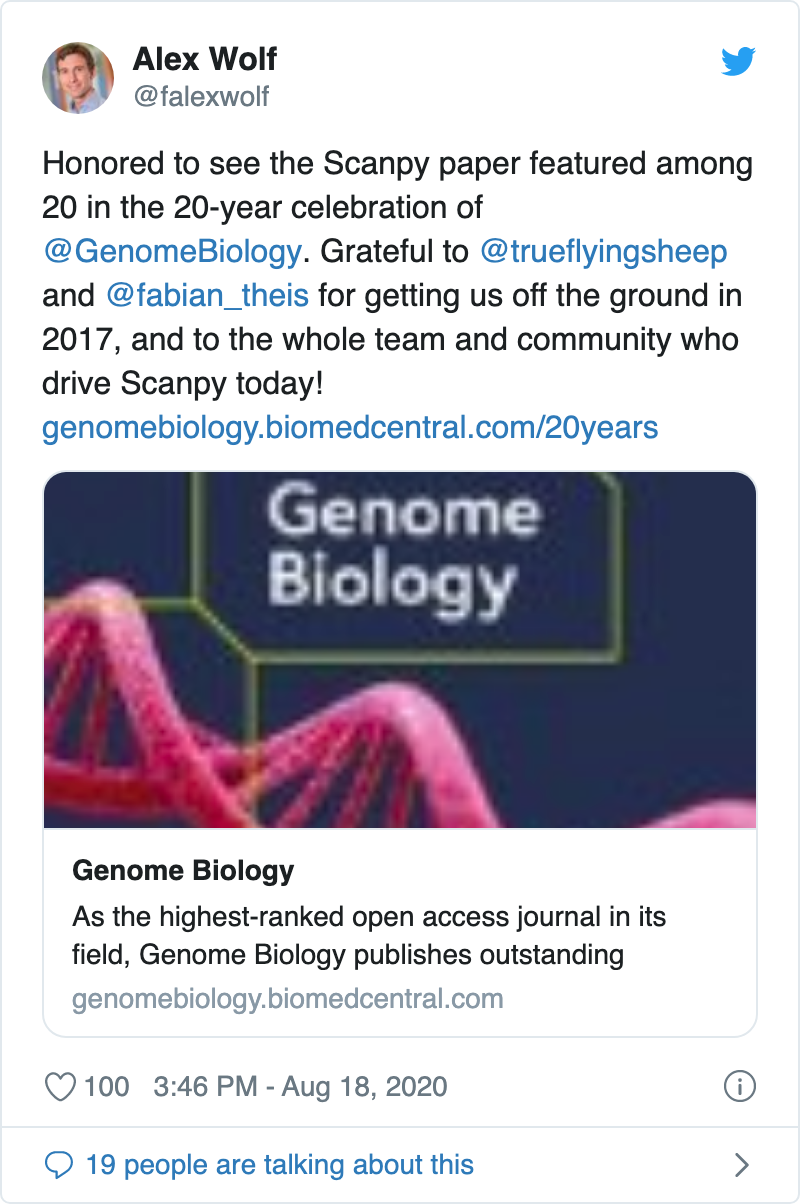 Alex Wolf
@falexwolf
Honored to see the Scanpy paper featured among
20 in the 20-year celebration of
@GenomeBiology. Grateful to @trueflyingsheep
and @fabian_theis for getting us off the ground in
2017, and to the whole team and community who
drive Scanpy today!
genomebiology.biomedcentral.com/20years
Genome
Biology
Genome Biology
As the highest-ranked open access journal in its
field, Genome Biology publishes outstanding
genomebiology.biomedcentral.com
100 3:46 PM - Aug 18, 2020
19 people are talking about this